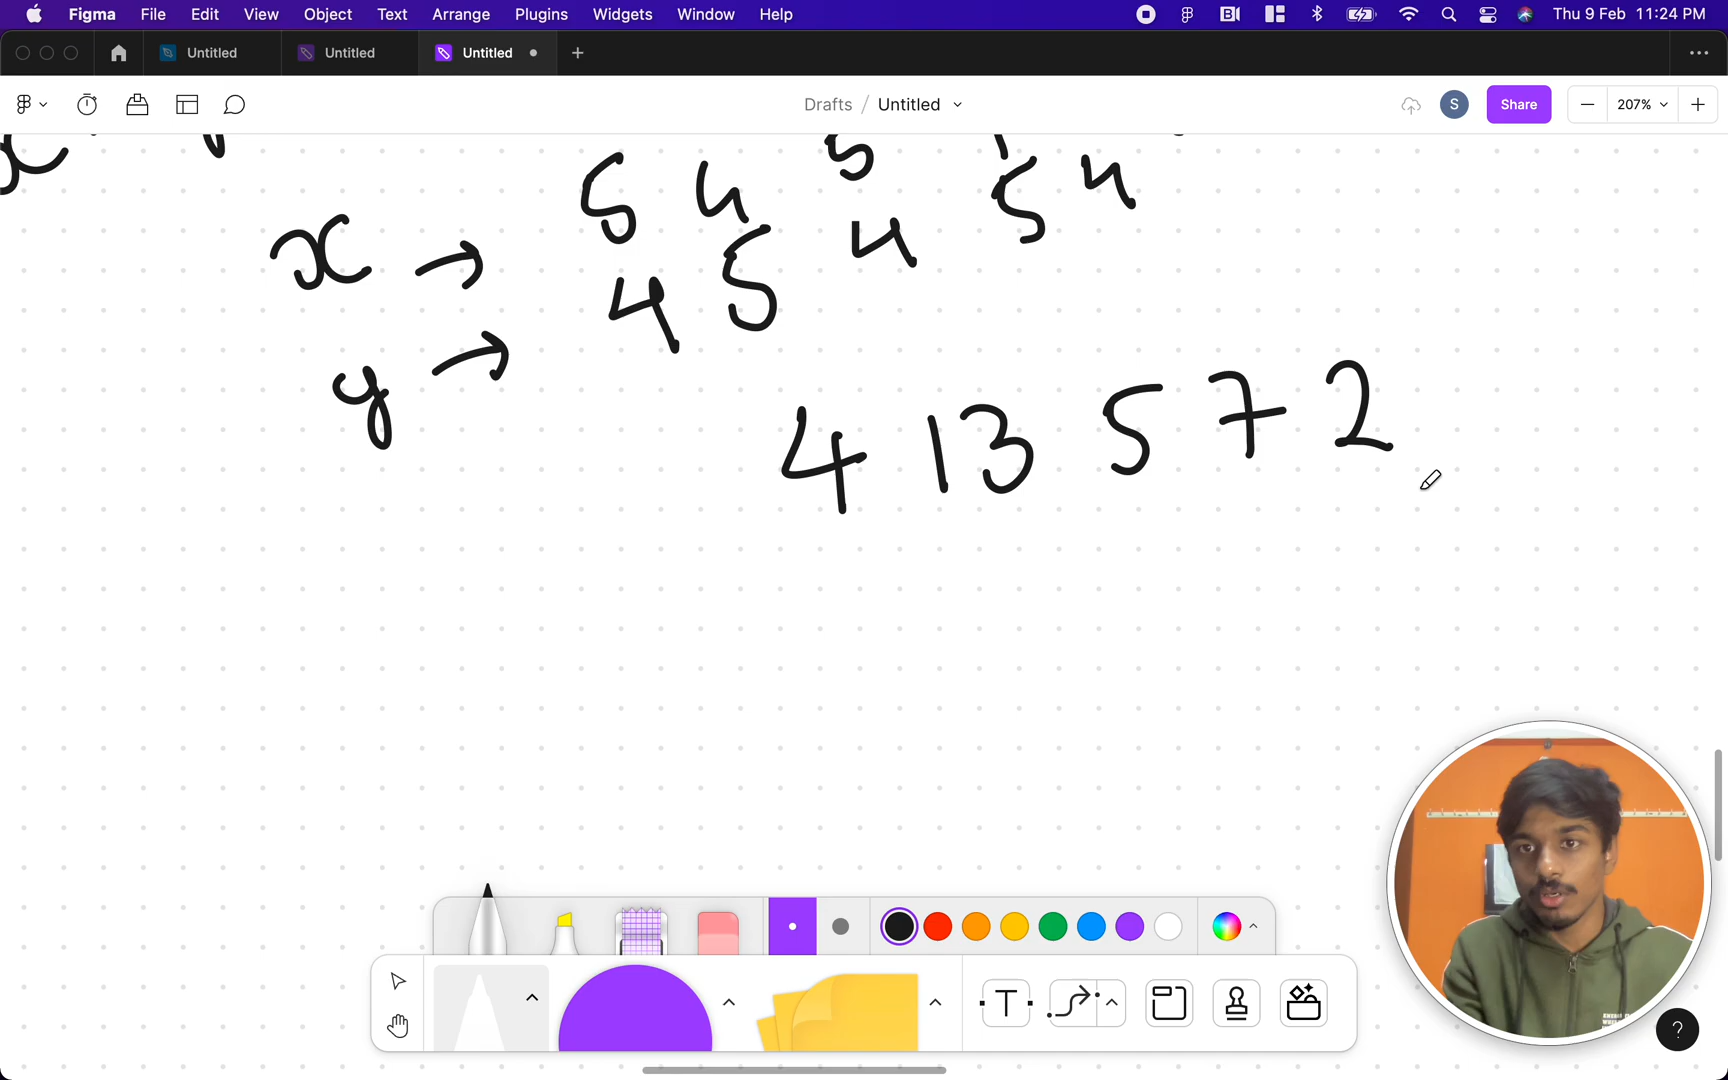 Figma File Edit View Object Text Arrange Plugins Widgets Window Help Thu 9 Feb 11:24 PM
Untitled Untitled Untitled
Drafts / Untitled S Share 207%
5 4
x → 4 5 4 5 4
y →
4 13 5 7 2
T
?